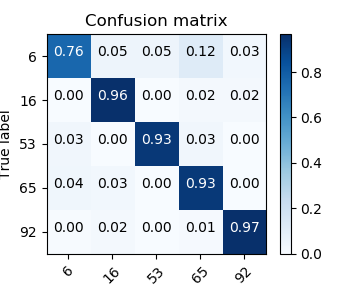 Confusion matrix
True label
6 0.76 0.05 0.05 0.12 0.03
16 0.00 0.96 0.00 0.02 0.02
53 0.03 0.00 0.93 0.03 0.00
65 0.04 0.03 0.00 0.93 0.00
92 0.00 0.02 0.00 0.01 0.97
6 16 53 65 92
0.8
0.6
0.4
0.2
0.0